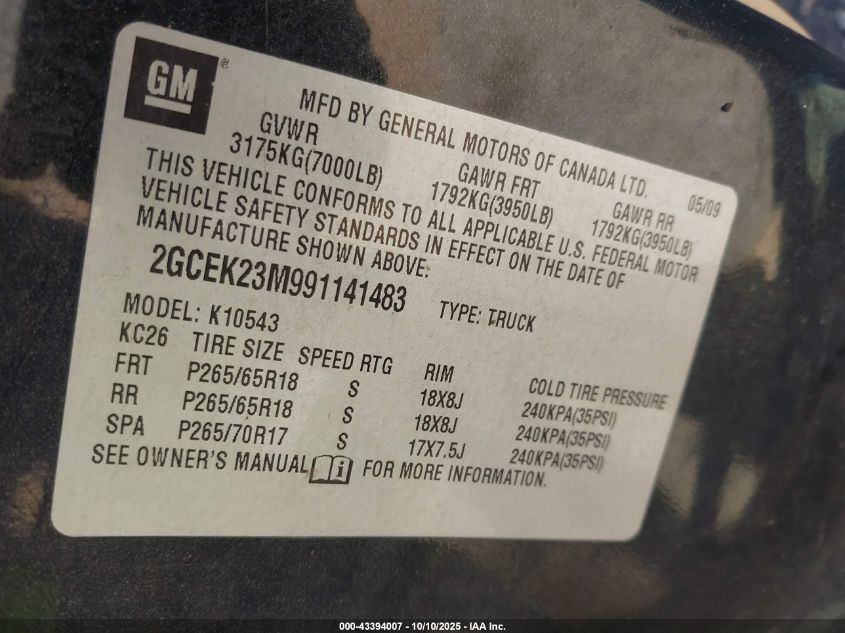 GM®
MFD BY GENERAL MOTORS OF CANADA LTD. 05/09
GVWR GAWR FRT GAWR RR
3175KG(7000LB) 1792KG(3950LB) 1792KG(3950LB)
THIS VEHICLE CONFORMS TO ALL APPLICABLE U.S. FEDERAL MOTOR
VEHICLE SAFETY STANDARDS IN EFFECT ON THE DATE OF
MANUFACTURE SHOWN ABOVE:
2GCEK23M991141483 TYPE: TRUCK
MODEL: K10543
KC26 TIRE SIZE SPEED RTG RIM COLD TIRE PRESSURE
FRT P265/65R18 S 18X8J 240KPA(35PSI)
RR P265/65R18 S 18X8J 240KPA(35PSI)
SPA P265/70R17 S 17X7.5J 240KPA(35PSI)
SEE OWNER'S MANUAL i FOR MORE INFORMATION.
000-43394007 - 10/10/2025 - IAA Inc.